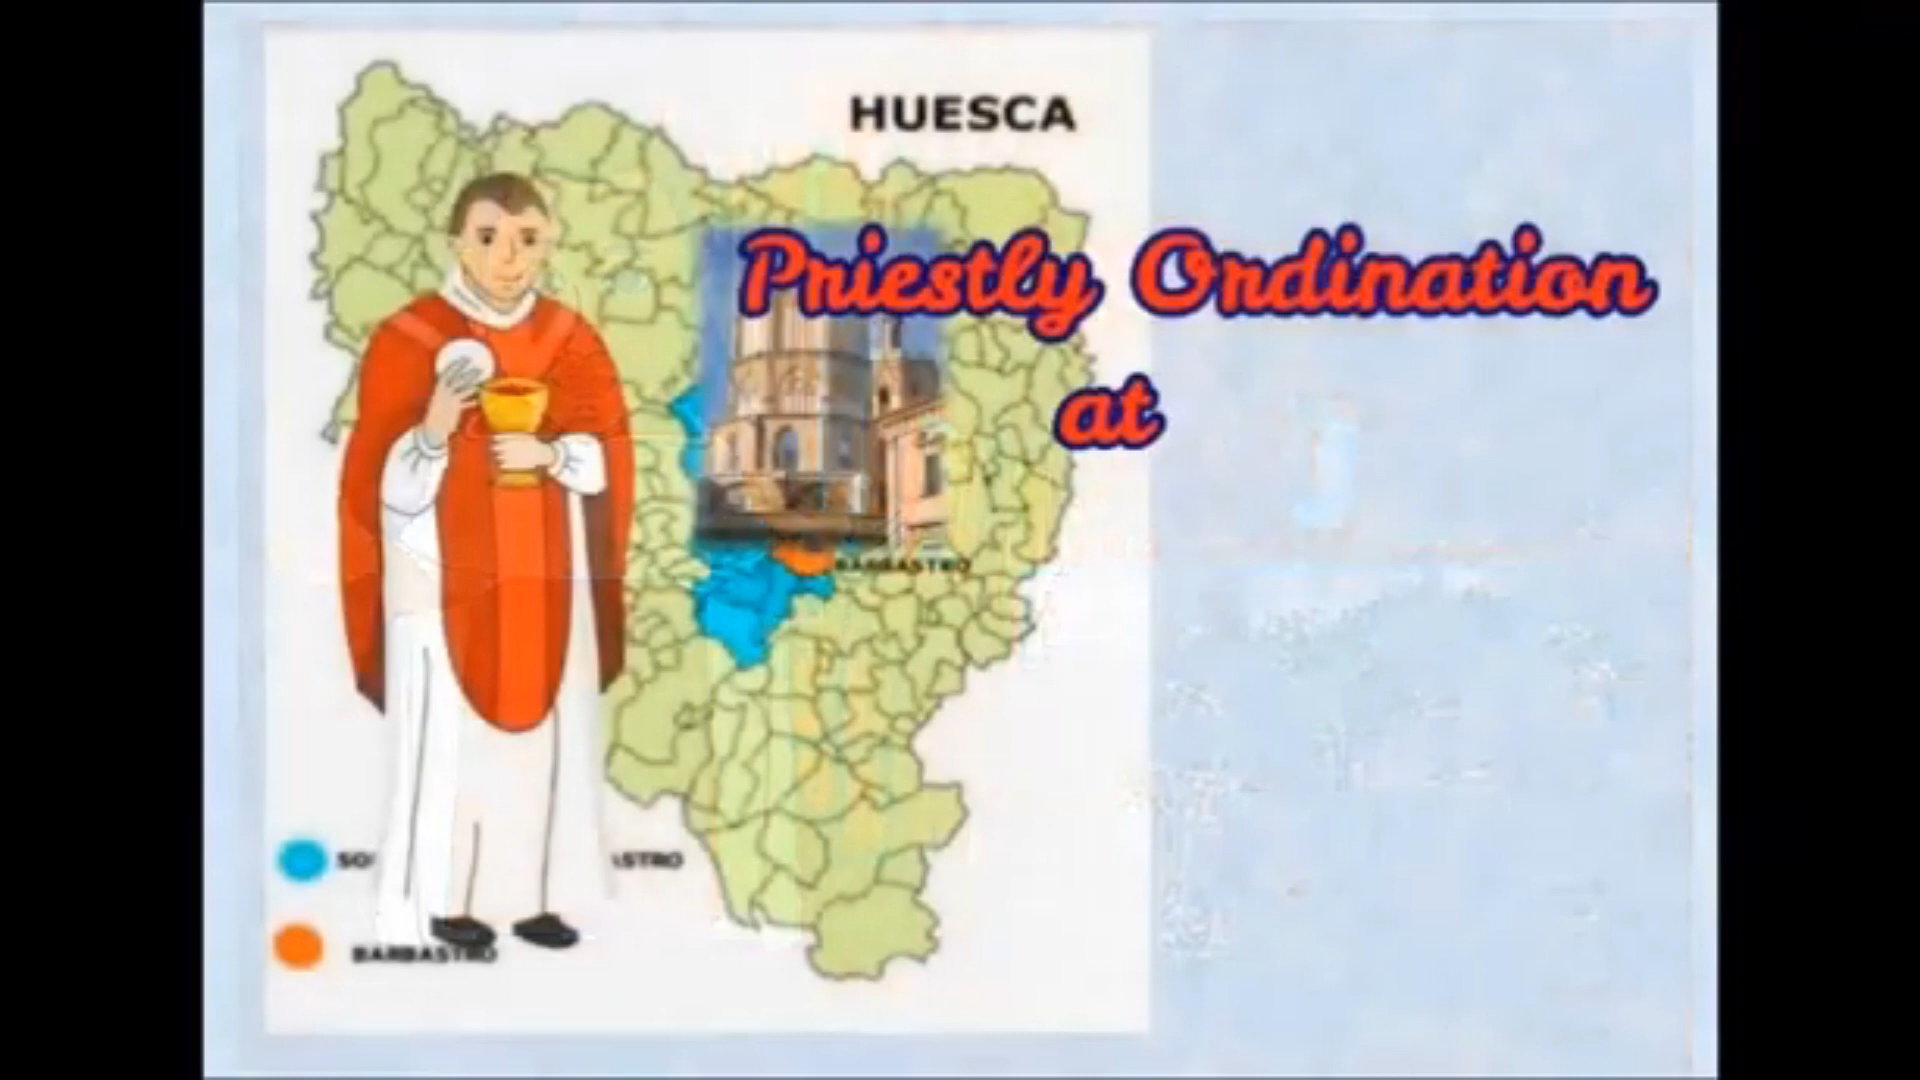 HUESCA
Priestly Ordination
at
BARBASTRO
BARBASTRO